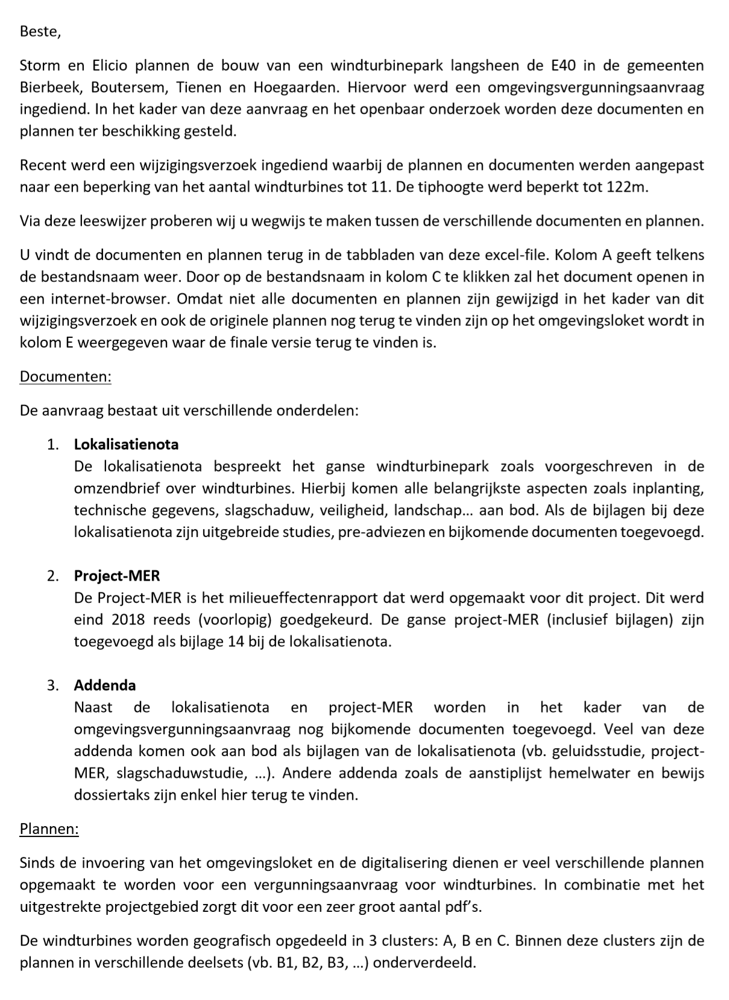 Beste,
Storm en Elicio plannen de bouw van een windturbinepark langsheen de E40 in de gemeenten
Bierbeek, Boutersem, Tienen en Hoegaarden. Hiervoor werd een omgevingsvergunningsaanvraag
ingediend. In het kader van deze aanvraag en het openbaar onderzoek worden deze documenten en
plannen ter beschikking gesteld.
Recent werd een wijzigingsverzoek ingediend waarbij de plannen en documenten werden aangepast
naar een beperking van het aantal windturbines tot 11. De tiphoogte werd beperkt tot 122m.
Via deze leeswijzer proberen wij u wegwijs te maken tussen de verschillende documenten en plannen.
U vindt de documenten en plannen terug in de tabbladen van deze excel-file. Kolom A geeft telkens
de bestandsnaam weer. Door op de bestandsnaam in kolom C te klikken zal het document openen in
een internet-browser. Omdat niet alle documenten en plannen zijn gewijzigd in het kader van dit
wijzigingsverzoek en ook de originele plannen nog terug te vinden zijn op het omgevingsloket wordt in
kolom E weergegeven waar de finale versie terug te vinden is.
Documenten:
De aanvraag bestaat uit verschillende onderdelen:
1. Lokalisatienota
De lokalisatienota bespreekt het ganse windturbinepark zoals voorgeschreven in de
omzendbrief over windturbines. Hierbij komen alle belangrijkste aspecten zoals inplanting,
technische gegevens, slagschaduw, veiligheid, landschap... aan bod. Als de bijlagen bij deze
lokalisatienota zijn uitgebreide studies, pre-adviezen en bijkomende documenten toegevoegd.
2. Project-MER
De Project-MER is het milieueffectenrapport dat werd opgemaakt voor dit project. Dit werd
eind 2018 reeds (voorlopig) goedgekeurd. De ganse project-MER (inclusief bijlagen) zijn
toegevoegd als bijlage 14 bij de lokalisatienota.
3. Addenda
Naast de lokalisatienota en project-MER worden in het kader van de
omgevingsvergunningsaanvraag nog bijkomende documenten toegevoegd. Veel van deze
addenda komen ook aan bod als bijlagen van de lokalisatienota (vb. geluidsstudie, project-
MER, slagschaduwstudie, ...). Andere addenda zoals de aanstiplijst hemelwater en bewijs
dossiertaks zijn enkel hier terug te vinden.
Plannen:
Sinds de invoering van het omgevingsloket en de digitalisering dienen er veel verschillende plannen
opgemaakt te worden voor een vergunningsaanvraag voor windturbines. In combinatie met het
uitgestrekte projectgebied zorgt dit voor een zeer groot aantal pdf’s.
De windturbines worden geografisch opgedeeld in 3 clusters: A, B en C. Binnen deze clusters zijn de
plannen in verschillende deelsets (vb. B1, B2, B3, ...) onderverdeeld.